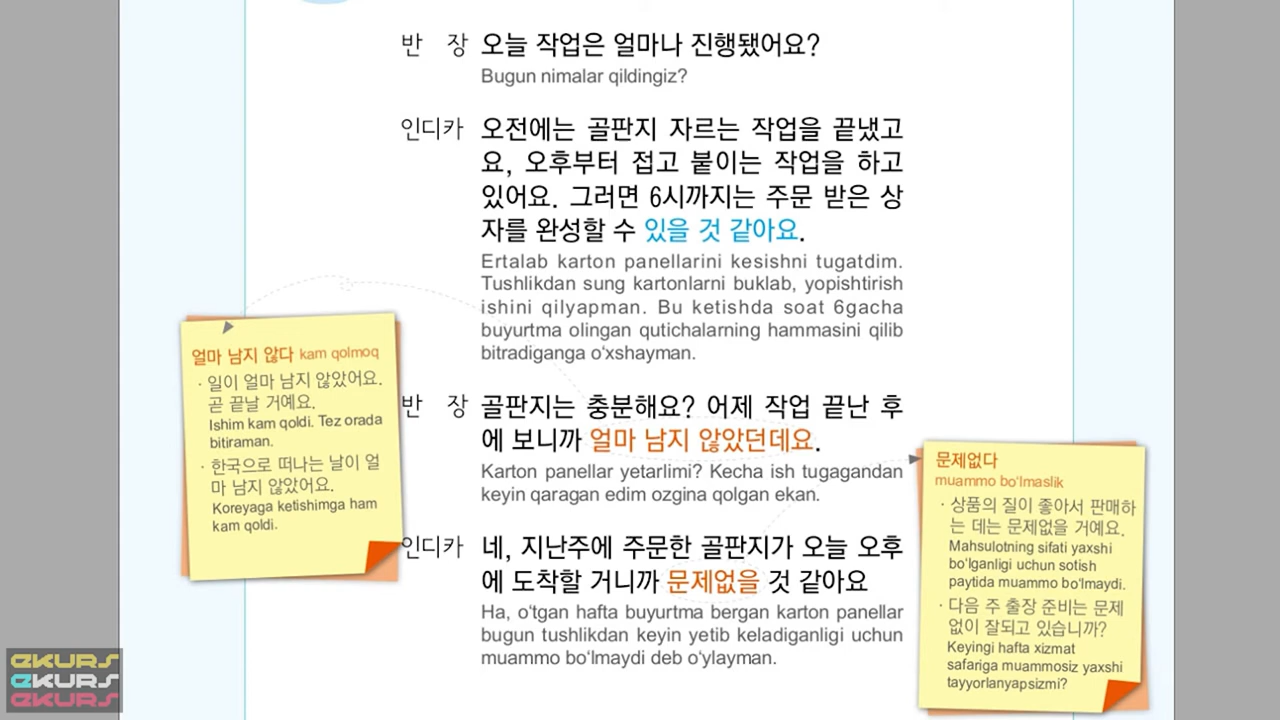 반 장 오늘 작업은 얼마나 진행됐어요?
Bugun nimalar qildingiz?
인디카 오전에는 골판지 자르는 작업을 끝냈고
요, 오후부터 접고 붙이는 작업을 하고
있어요. 그러면 6시까지는 주문 받은 상
자를 완성할 수 있을 것 같아요.
Ertalab karton panellarini kesishni tugatdim.
Tushlikdan sung kartonlarni buklab, yopishtirish
ishini qilyapman. Bu ketishda soat 6gacha
buyurtma olingan qutichalarning hammasini qilib
bitradiganga o‘xshayman.
반 장 골판지는 충분해요? 어제 작업 끝난 후
에 보니까 얼마 남지 않았던데요.
Karton panellar yetarlimi? Kecha ish tugagandan
keyin qaragan edim ozgina qolgan ekan.
인디카 네, 지난주에 주문한 골판지가 오늘 오후
에 도착할 거니까 문제없을 것 같아요
Ha, o‘tgan hafta buyurtma bergan karton panellar
bugun tushlikdan keyin yetib keladiganligi uchun
muammo bo‘lmaydi deb o‘ylayman.
얼마 남지 않다 kam qolmoq
· 일이 얼마 남지 않았어요.
곧 끝날 거예요.
Ishim kam qoldi. Tez orada
bitiraman.
· 한국으로 떠나는 날이 얼
마 남지 않았어요.
Koreyaga ketishimga ham
kam qoldi.
문제없다
muammo bo‘lmaslik
· 상품의 질이 좋아서 판매하
는 데는 문제없을 거예요.
Mahsulotning sifati yaxshi
bo‘lganligi uchun sotish
paytida muammo bo‘lmaydi.
· 다음 주 출장 준비는 문제
없이 잘되고 있습니까?
Keyingi hafta xizmat
safariga muammosiz yaxshi
tayyorlanyapsizmi?
EKURS
EKURS
EKURS